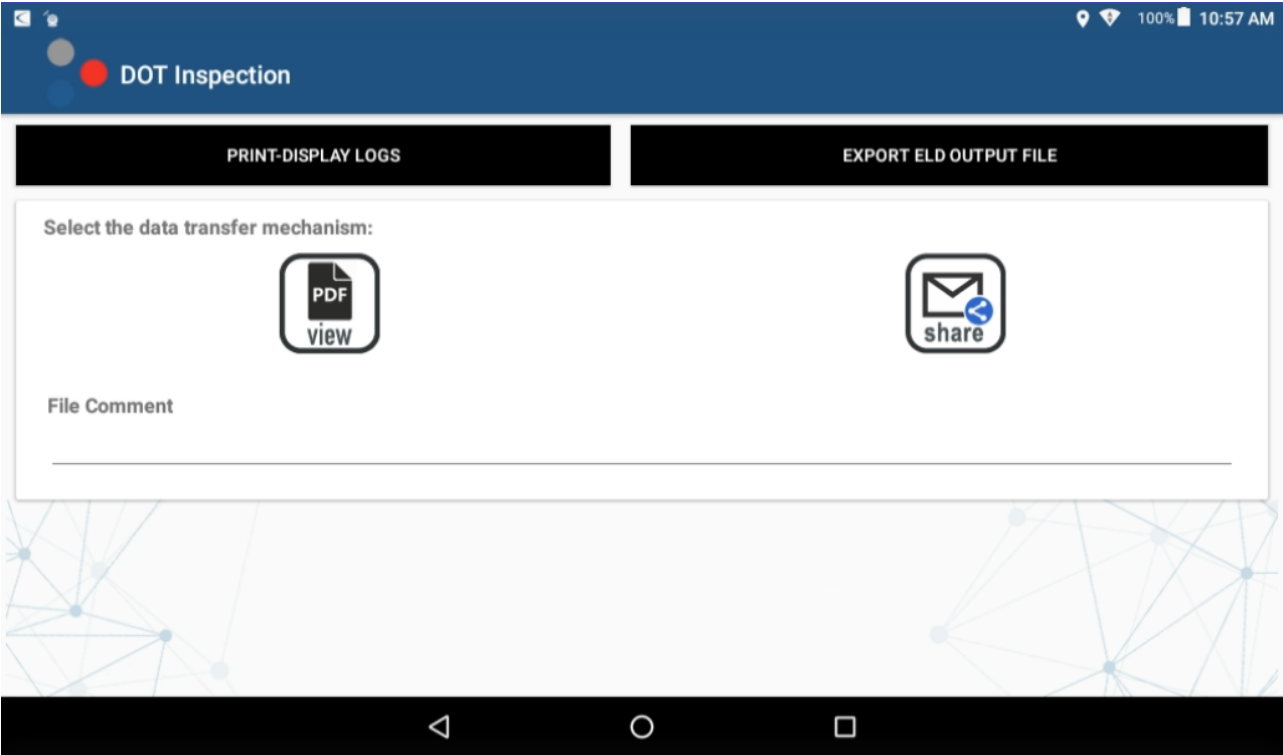 100% 10:57 AM
DOT Inspection
PRINT-DISPLAY LOGS
EXPORT ELD OUTPUT FILE
Select the data transfer mechanism:
PDF
view
share
File Comment